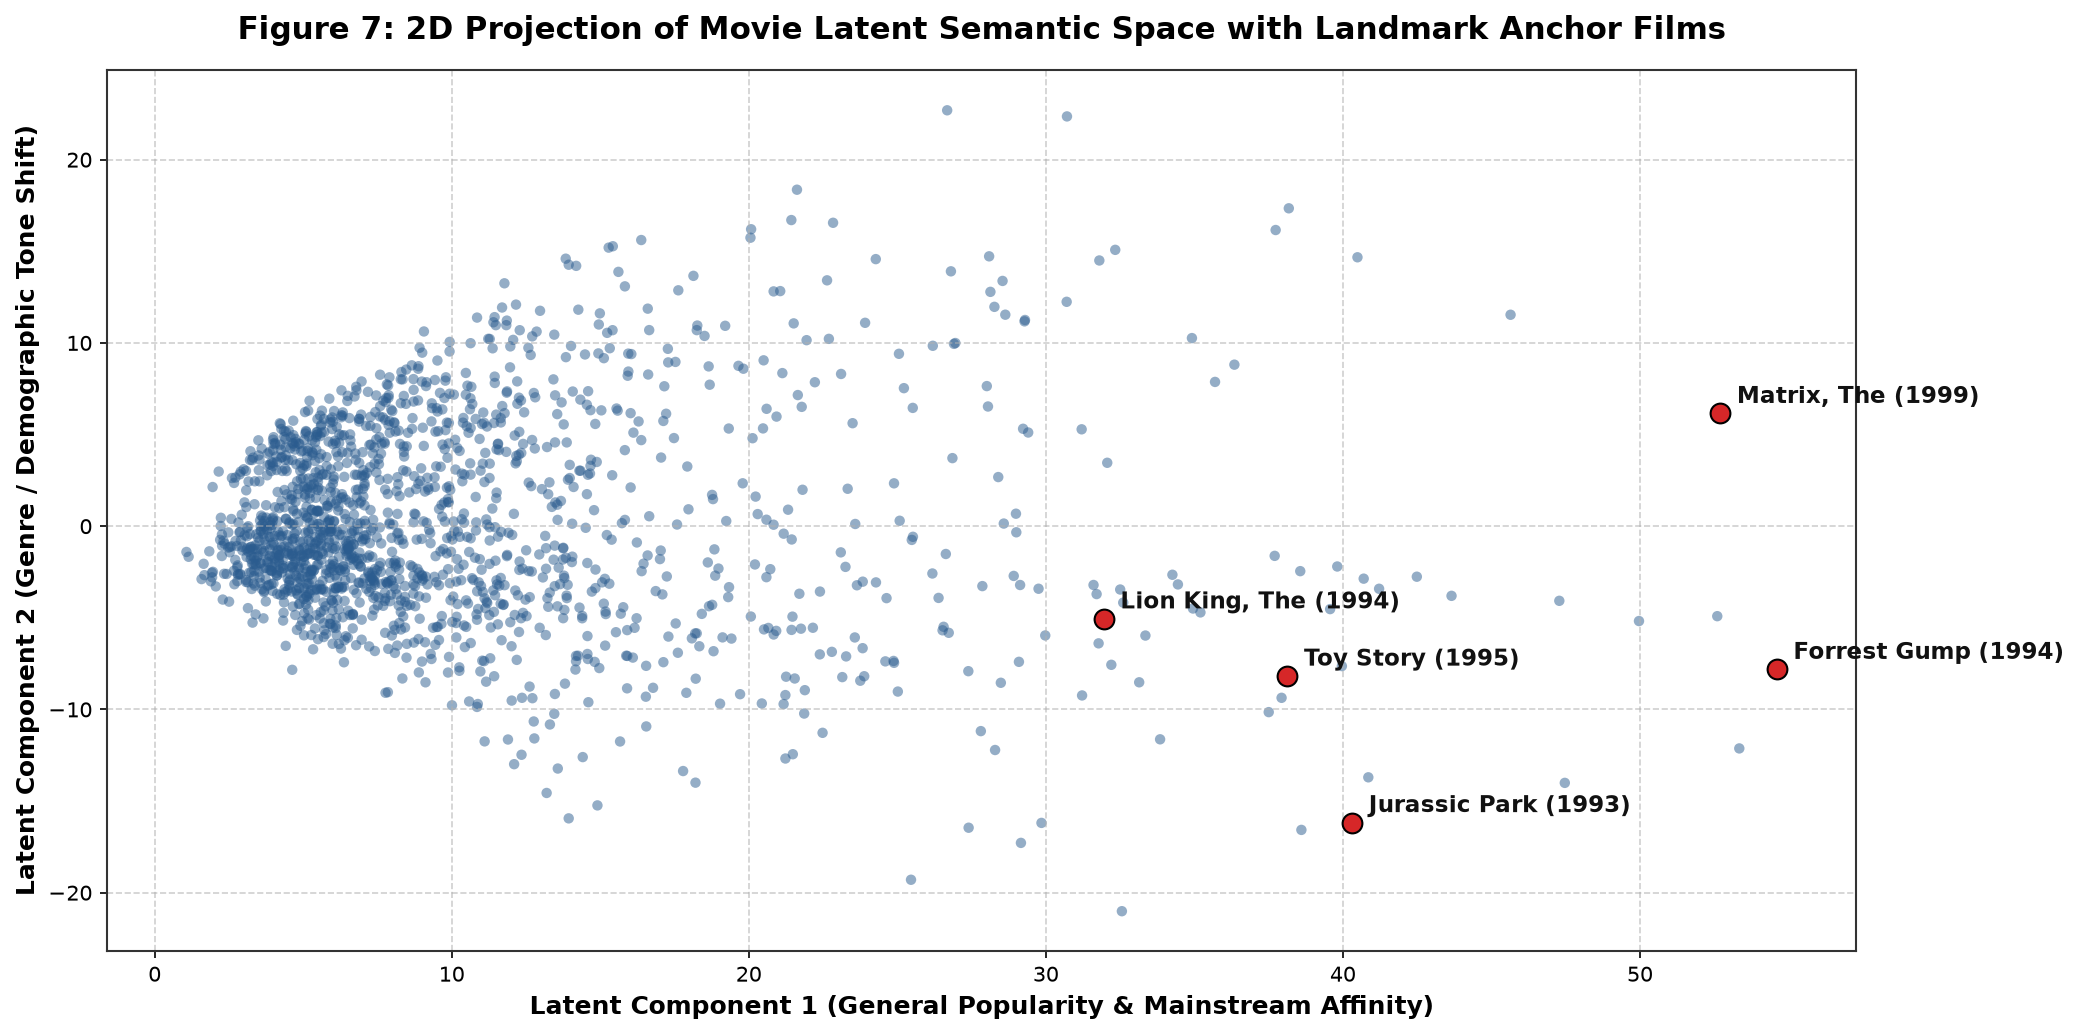 Figure 7: 2D Projection of Movie Latent Semantic Space with Landmark Anchor Films
Latent Component 2 (Genre / Demographic Tone Shift)
20
10
0
−10
−20
Matrix, The (1999)
Lion King, The (1994)
Toy Story (1995)
Forrest Gump (1994)
Jurassic Park (1993)
0 10 20 30 40 50
Latent Component 1 (General Popularity & Mainstream Affinity)